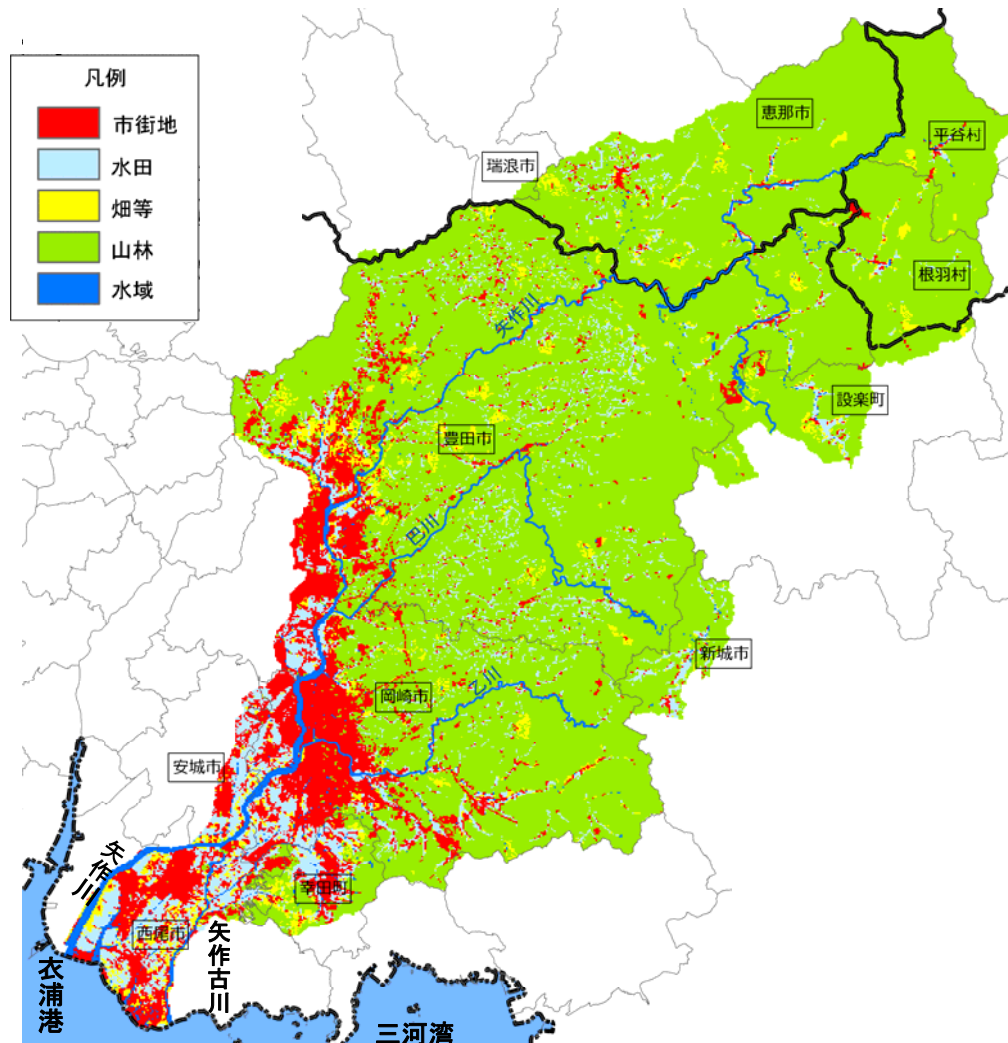 凡例
市街地
水田
畑等
山林
水域
恵那市
平谷村
瑞浪市
根羽村
矢作川
設楽町
豊田市
巴川
新城市
岡崎市
乙川
安城市
矢作川
幸田町
西尾市
矢作古川
衣浦港
三河湾